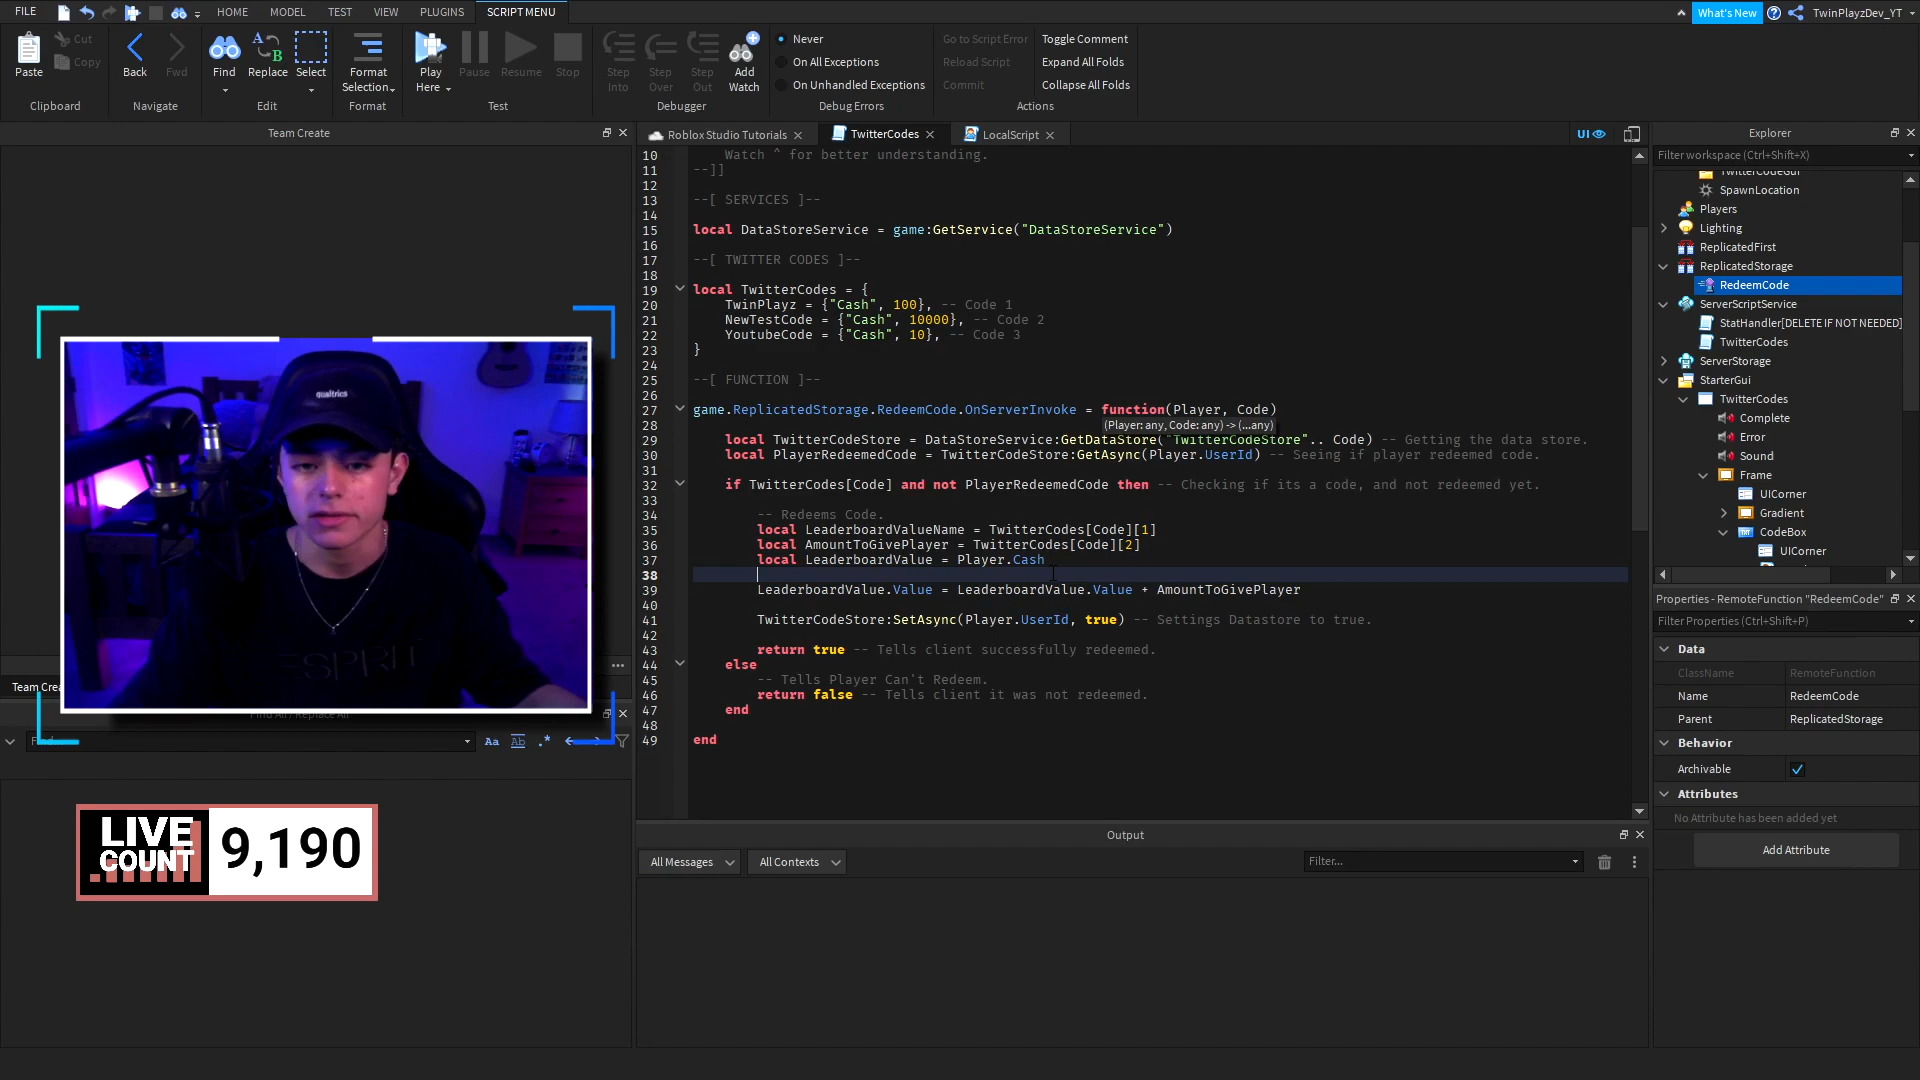 FILE
HOME
MODEL
TEST
VIEW
PLUGINS
SCRIPT MENU
What's New
TwinPlayzDev_YT
Paste
Cut
Copy
Back
Fwd
Find
Replace
Select
Format
Selection
Play
Here
Pause
Resume
Stop
Step
Into
Step
Over
Step
Out
Add
Watch
Never
On All Exceptions
On Unhandled Exceptions
Go to Script Error
Reload Script
Commit
Toggle Comment
Expand All Folds
Collapse All Folds
Clipboard
Navigate
Edit
Format
Test
Debugger
Debug Errors
Actions
Team Create
Roblox Studio Tutorials
TwitterCodes
LocalScript
UI
10 Watch ^ for better understanding.
11 --]]
12
13 --[ SERVICES ]--
14
15 local DataStoreService = game:GetService("DataStoreService")
16
17 --[ TWITTER CODES ]--
18
19 local TwitterCodes = {
20 TwinPlayz = {"Cash", 100}, -- Code 1
21 NewTestCode = {"Cash", 10000}, -- Code 2
22 YoutubeCode = {"Cash", 10}, -- Code 3
23 }
24
25 --[ FUNCTION ]--
26
27 game.ReplicatedStorage.RedeemCode.OnServerInvoke = function(Player, Code)
(Player: any, Code: any) -> (...any)
28
29 local TwitterCodeStore = DataStoreService:GetDataStore("TwitterCodeStore".. Code) -- Getting the data store.
30 local PlayerRedeemedCode = TwitterCodeStore:GetAsync(Player.UserId) -- Seeing if player redeemed code.
31
32 if TwitterCodes[Code] and not PlayerRedeemedCode then -- Checking if its a code, and not redeemed yet.
33
34 -- Redeems Code.
35 local LeaderboardValueName = TwitterCodes[Code][1]
36 local AmountToGivePlayer = TwitterCodes[Code][2]
37 local LeaderboardValue = Player.Cash
38
39 LeaderboardValue.Value = LeaderboardValue.Value + AmountToGivePlayer
40
41 TwitterCodeStore:SetAsync(Player.UserId, true) -- Settings Datastore to true.
42
43 return true -- Tells client successfully redeemed.
44 else
45 -- Tells Player Can't Redeem.
46 return false -- Tells client it was not redeemed.
47 end
48
49 end
Explorer
Filter workspace (Ctrl+Shift+X)
TwitterCodeGui
SpawnLocation
Players
Lighting
ReplicatedFirst
ReplicatedStorage
RedeemCode
ServerScriptService
StatHandler[DELETE IF NOT NEEDED]
TwitterCodes
ServerStorage
StarterGui
TwitterCodes
Complete
Error
Sound
Frame
UICorner
Gradient
CodeBox
UICorner
Properties - RemoteFunction "RedeemCode"
Filter Properties (Ctrl+Shift+P)
Data
ClassName RemoteFunction
Name RedeemCode
Parent ReplicatedStorage
Behavior
Archivable
Attributes
No Attribute has been added yet
Add Attribute
qualtrics
ESPRIT
Find All / Replace All
Aa
Ab
.*
LIVE
COUNT
9,190
Output
All Messages
All Contexts
Filter...